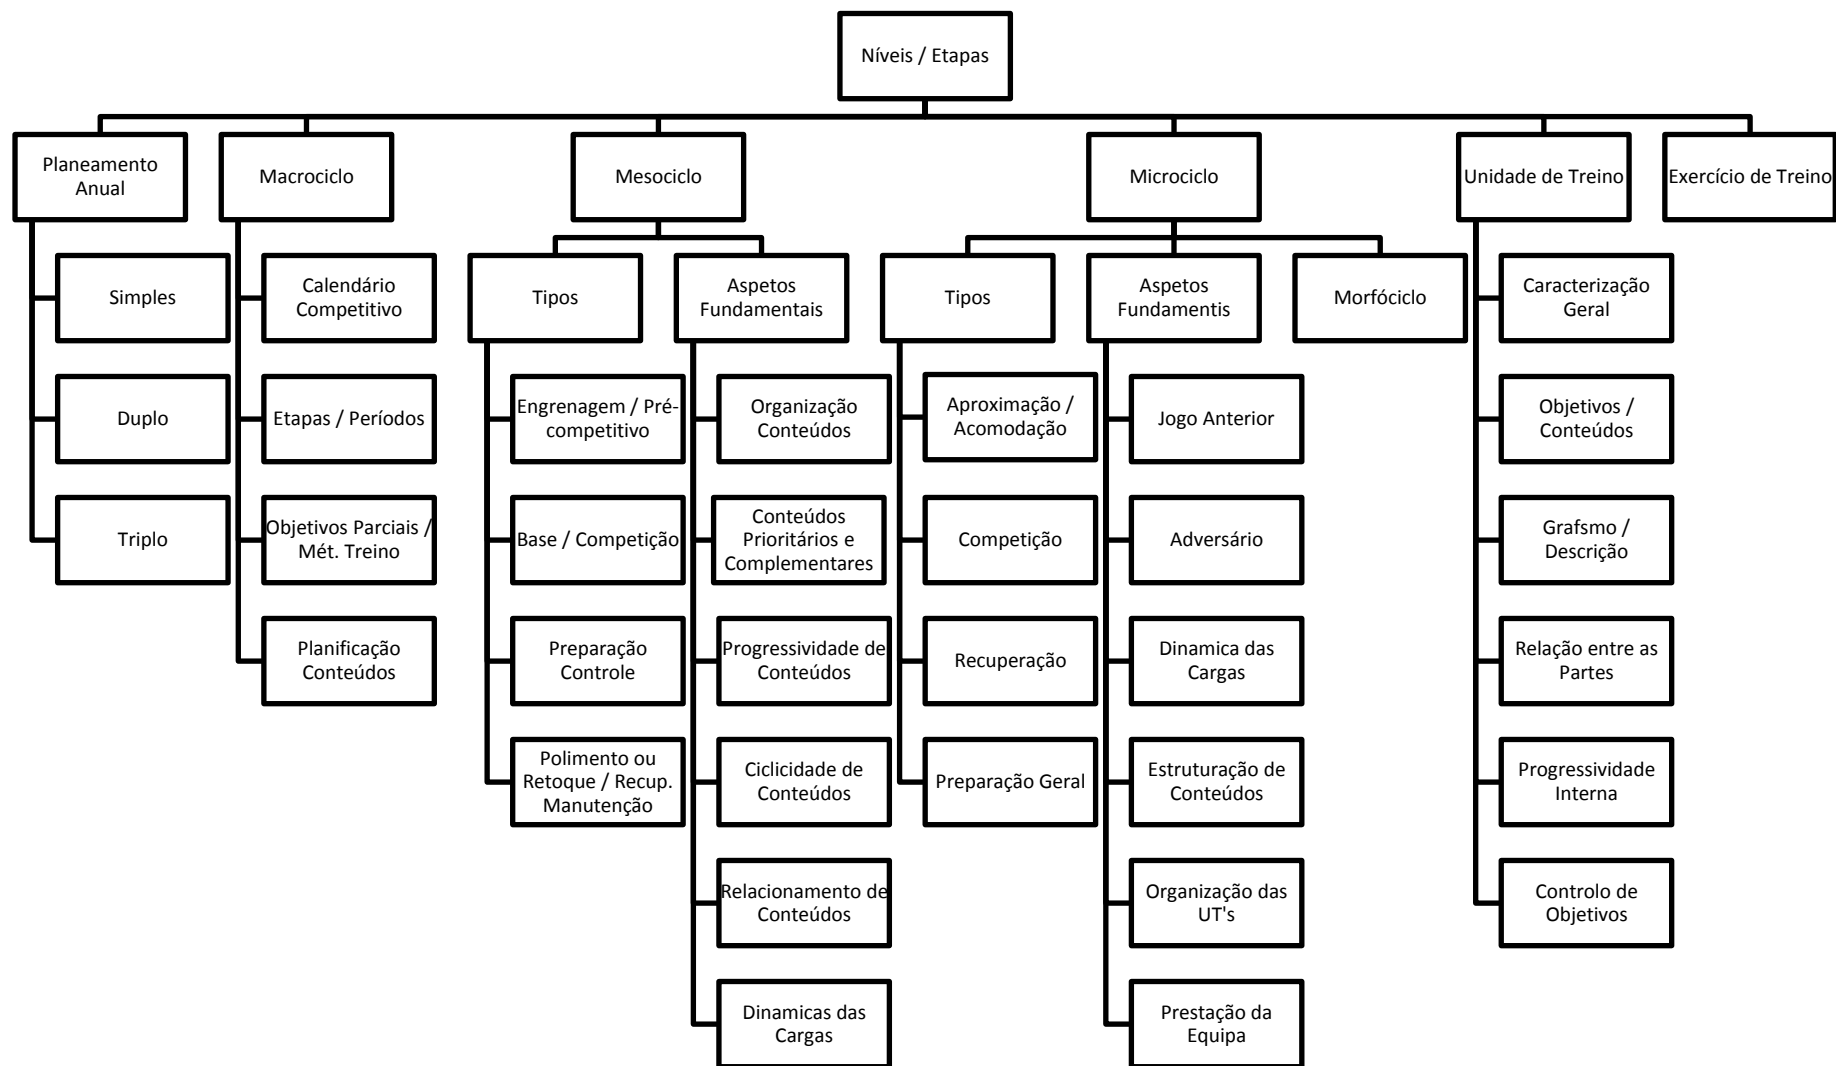 Níveis / Etapas
Planeamento
Anual
Macrociclo
Mesociclo
Microciclo
Unidade de Treino
Exercício de Treino
Simples
Duplo
Triplo
Calendário
Competitivo
Etapas / Períodos
Objetivos Parciais /
Mét. Treino
Planificação
Conteúdos
Tipos
Engrenagem / Pré-
competitivo
Base / Competição
Preparação
Controle
Polimento ou
Retoque / Recup.
Manutenção
Aspetos
Fundamentais
Organização
Conteúdos
Conteúdos
Prioritários e
Complementares
Progressividade de
Conteúdos
Ciclicidade de
Conteúdos
Relacionamento de
Conteúdos
Dinamicas das
Cargas
Tipos
Aproximação /
Acomodação
Competição
Recuperação
Preparação Geral
Aspetos
Fundamentis
Jogo Anterior
Adversário
Dinamica das
Cargas
Estruturação de
Conteúdos
Organização das
UT's
Prestação da
Equipa
Morfóciclo
Caracterização
Geral
Objetivos /
Conteúdos
Grafsmo /
Descrição
Relação entre as
Partes
Progressividade
Interna
Controlo de
Objetivos